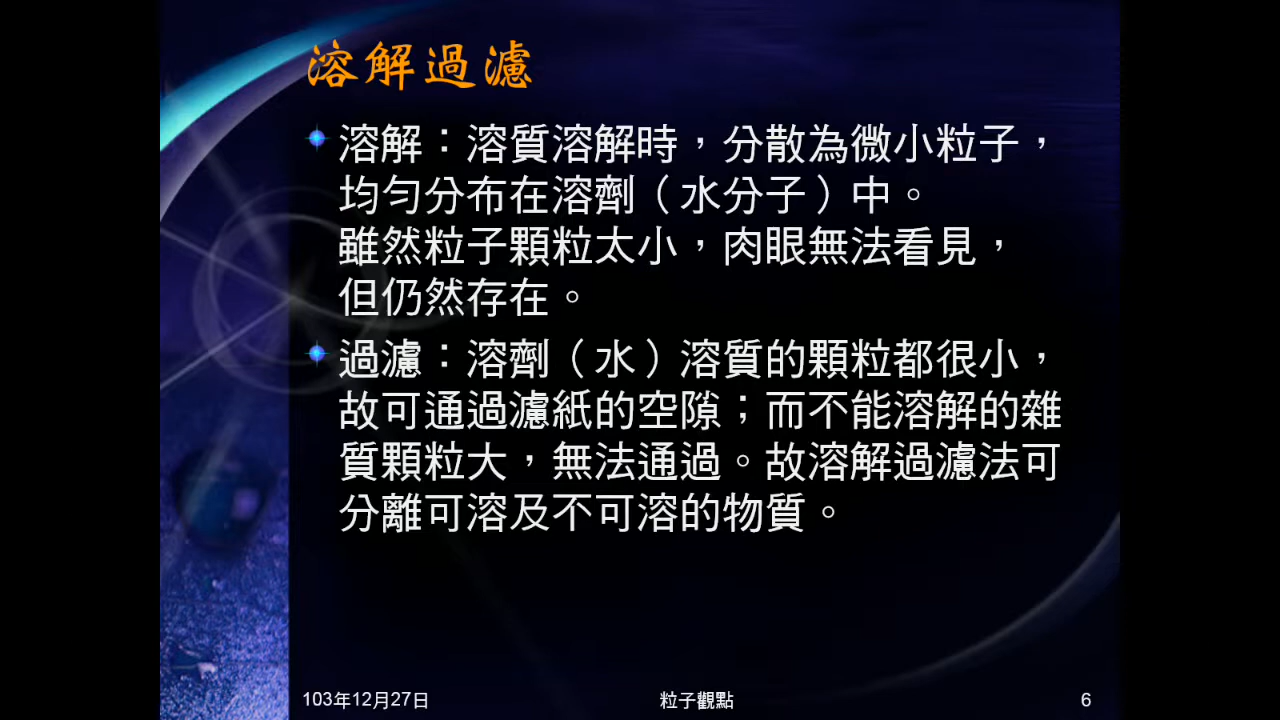 溶解過濾
溶解：溶質溶解時，分散為微小粒子，
均勻分布在溶劑（水分子）中。
雖然粒子顆粒太小，肉眼無法看見，
但仍然存在。
過濾：溶劑（水）溶質的顆粒都很小，
故可通過濾紙的空隙；而不能溶解的雜
質顆粒大，無法通過。故溶解過濾法可
分離可溶及不可溶的物質。
103年12月27日
粒子觀點
6